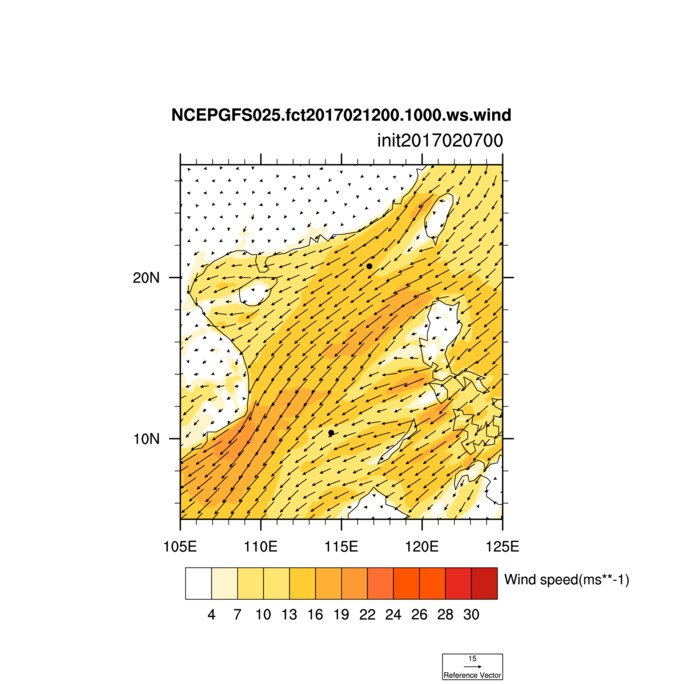 NCEPGFS025.fct2017021200.1000.ws.wind
init2017020700
20N
10N
105E 110E 115E 120E 125E
Wind speed(ms**-1)
4 7 10 13 16 19 22 24 26 28 30
15
Reference Vector